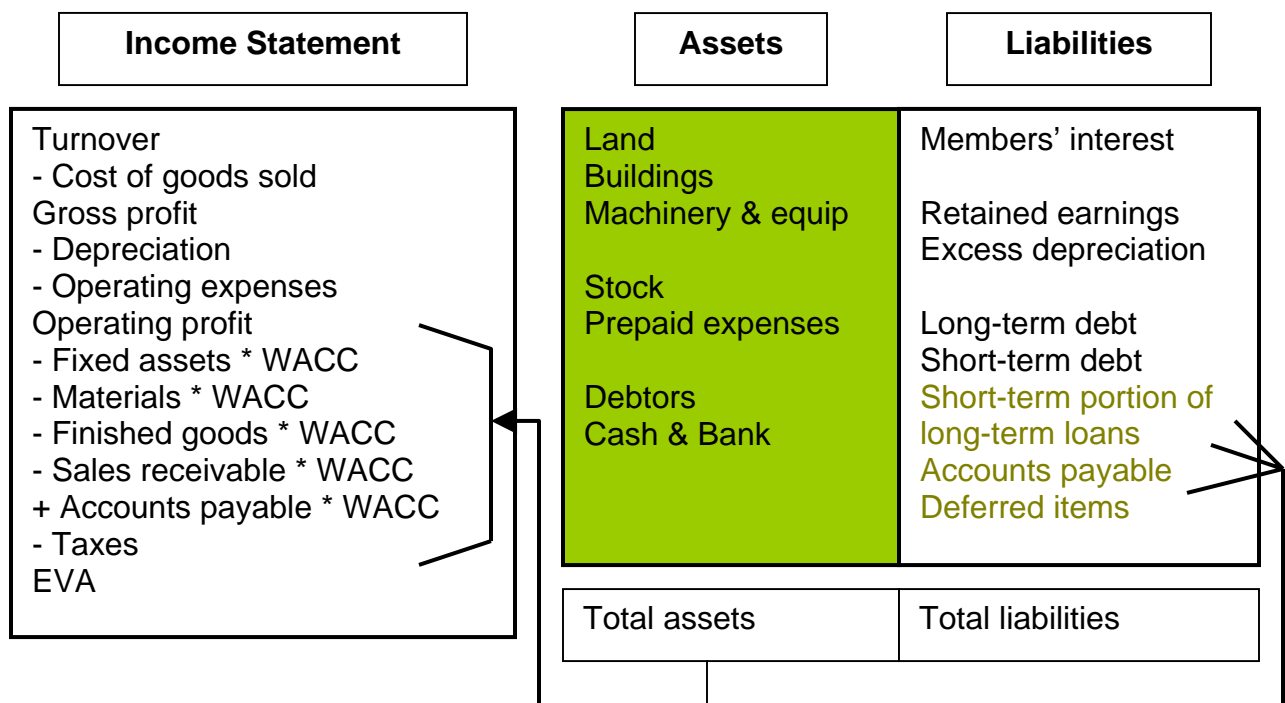 Income Statement
Assets
Liabilities
Turnover
- Cost of goods sold
Gross profit
- Depreciation
- Operating expenses
Operating profit
- Fixed assets * WACC
- Materials * WACC
- Finished goods * WACC
- Sales receivable * WACC
+ Accounts payable * WACC
- Taxes
EVA
Land
Buildings
Machinery & equip
Stock
Prepaid expenses
Debtors
Cash & Bank
Members’ interest
Retained earnings
Excess depreciation
Long-term debt
Short-term debt
Short-term portion of
long-term loans
Accounts payable
Deferred items
Total assets
Total liabilities